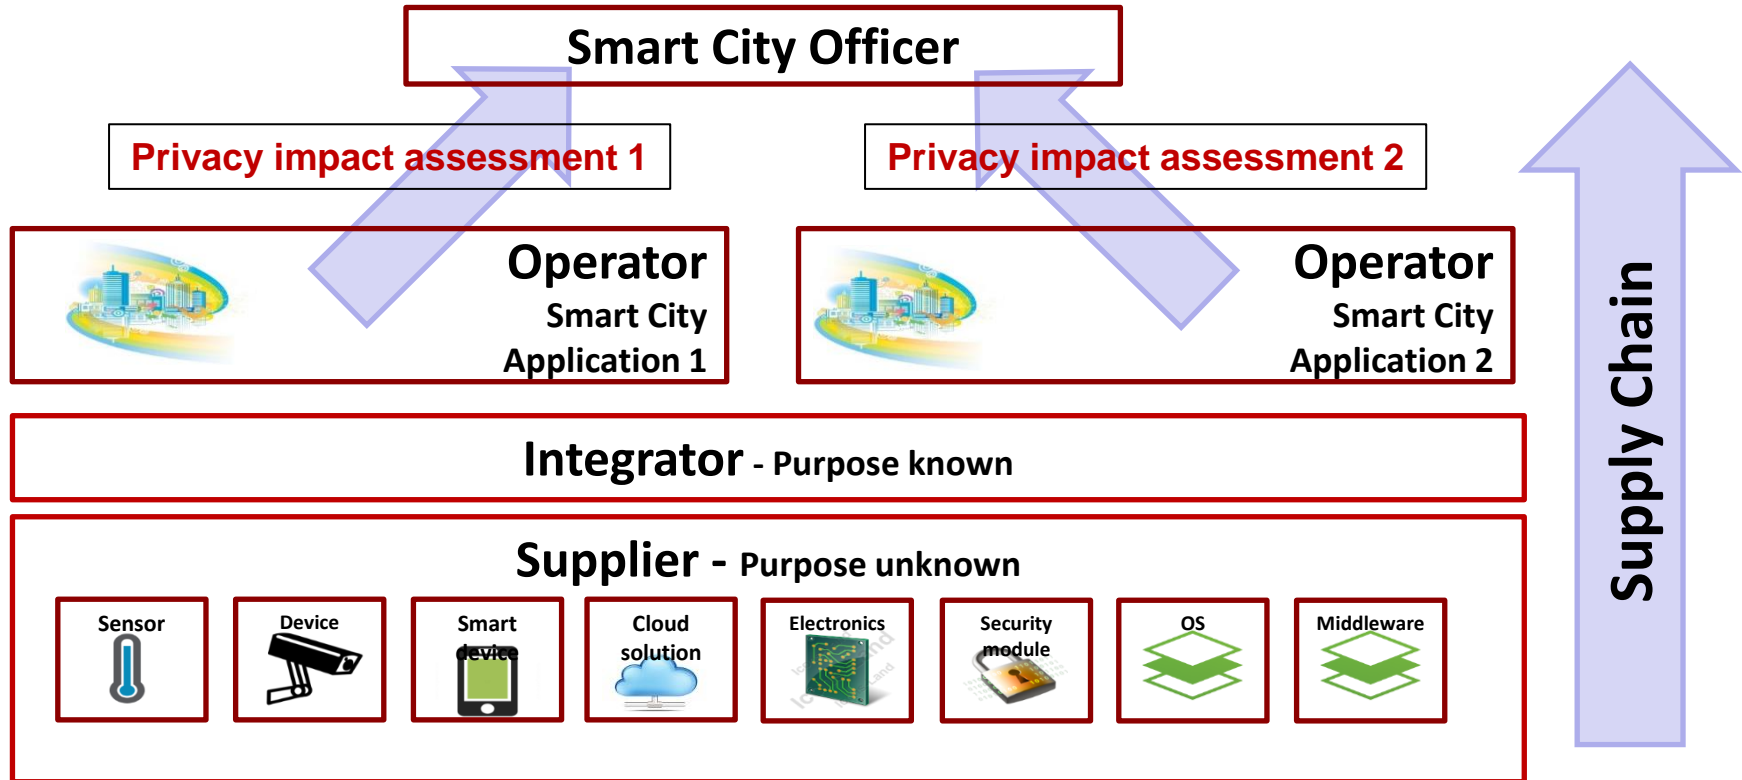 Smart City Officer
Privacy impact assessment 1
Privacy impact assessment 2
Operator
Smart City
Application 1
Operator
Smart City
Application 2
Integrator - Purpose known
Supplier - Purpose unknown
Sensor
Device
Smart
device
Cloud
solution
Electronics
Security
module
OS
Middleware
Supply Chain